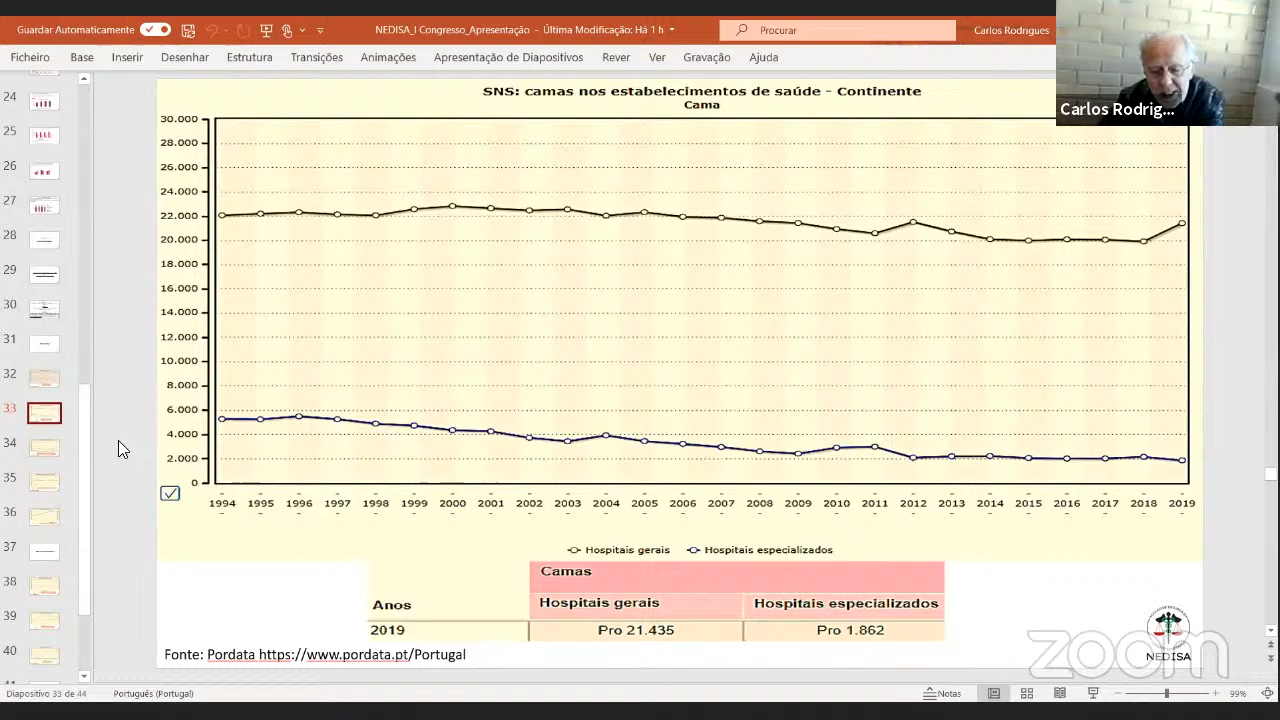 Guardar Automaticamente
NEDISA_I Congresso_Apresentação - Última Modificação: Há 1 h
Procurar
Carlos Rodrigues
Ficheiro Base Inserir Desenhar Estrutura Transições Animações Apresentação de Diapositivos Rever Ver Gravação Ajuda
Carlos Rodrig...
24
25
26
27
28
29
30
31
32
33
34
35
36
37
38
39
40
SNS: camas nos estabelecimentos de saúde - Continente
Cama
30.000
28.000
26.000
24.000
22.000
20.000
18.000
16.000
14.000
12.000
10.000
8.000
6.000
4.000
2.000
0
1994 1995 1996 1997 1998 1999 2000 2001 2002 2003 2004 2005 2006 2007 2008 2009 2010 2011 2012 2013 2014 2015 2016 2017 2018 2019
Hospitais gerais Hospitais especializados
Camas
Anos Hospitais gerais Hospitais especializados
2019 Pro 21.435 Pro 1.862
Fonte: Pordata https://www.pordata.pt/Portugal
NEDISA
zoom
Diapositivo 33 de 44 Português (Portugal) Notas 99%